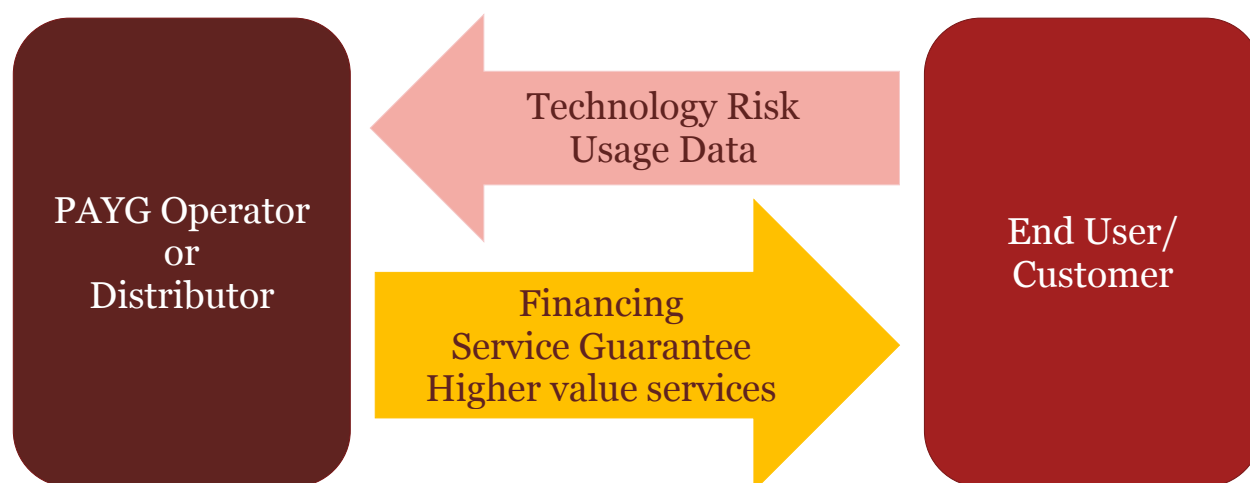 PAYG Operator
or
Distributor
Technology Risk
Usage Data
Financing
Service Guarantee
Higher value services
End User/
Customer